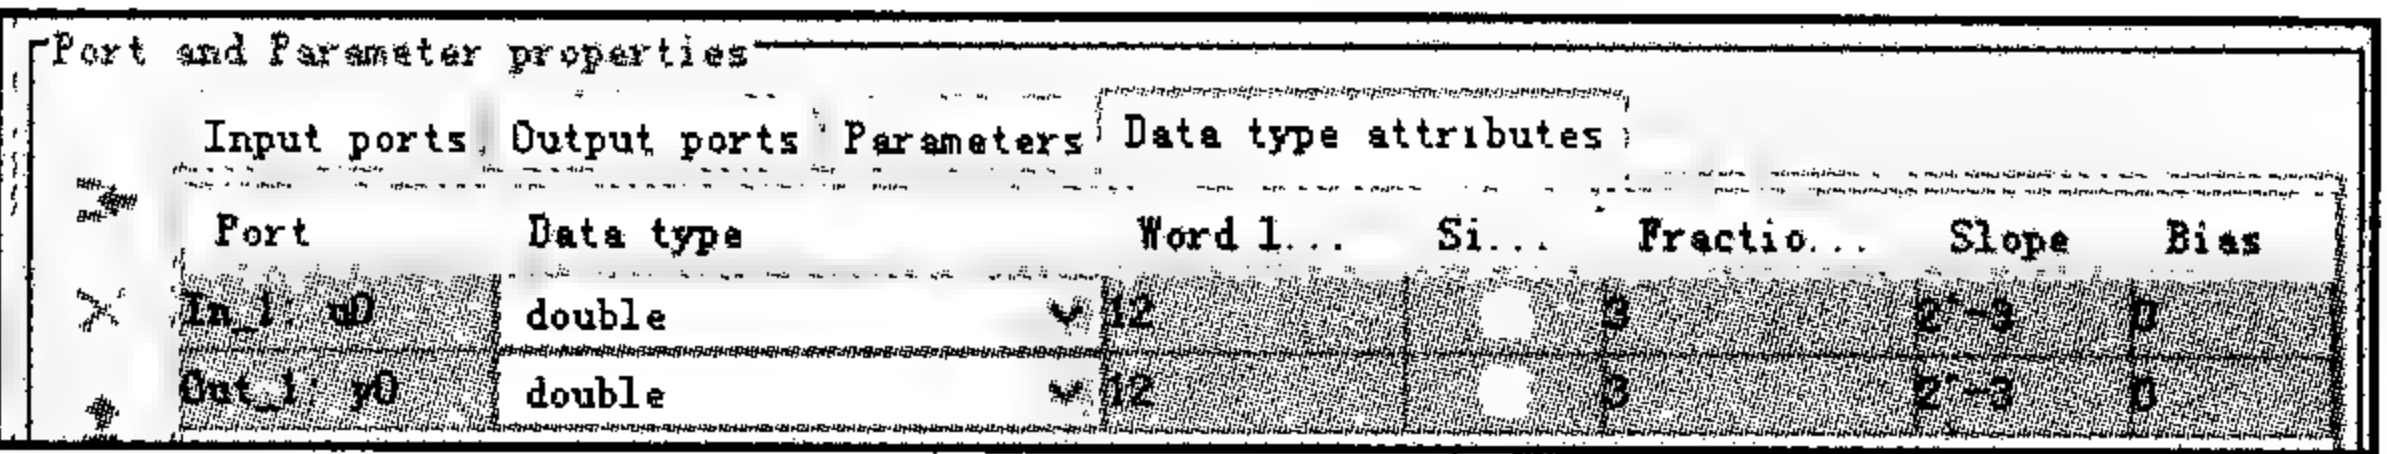 Port and Parameter properties
Input ports Output ports Parameters Data type attributes
Port Data type Word l... Si... Fractio... Slope Bias
In_1: u0 double 12 3 2^-3 0
Out_1: y0 double 12 3 2^-3 0